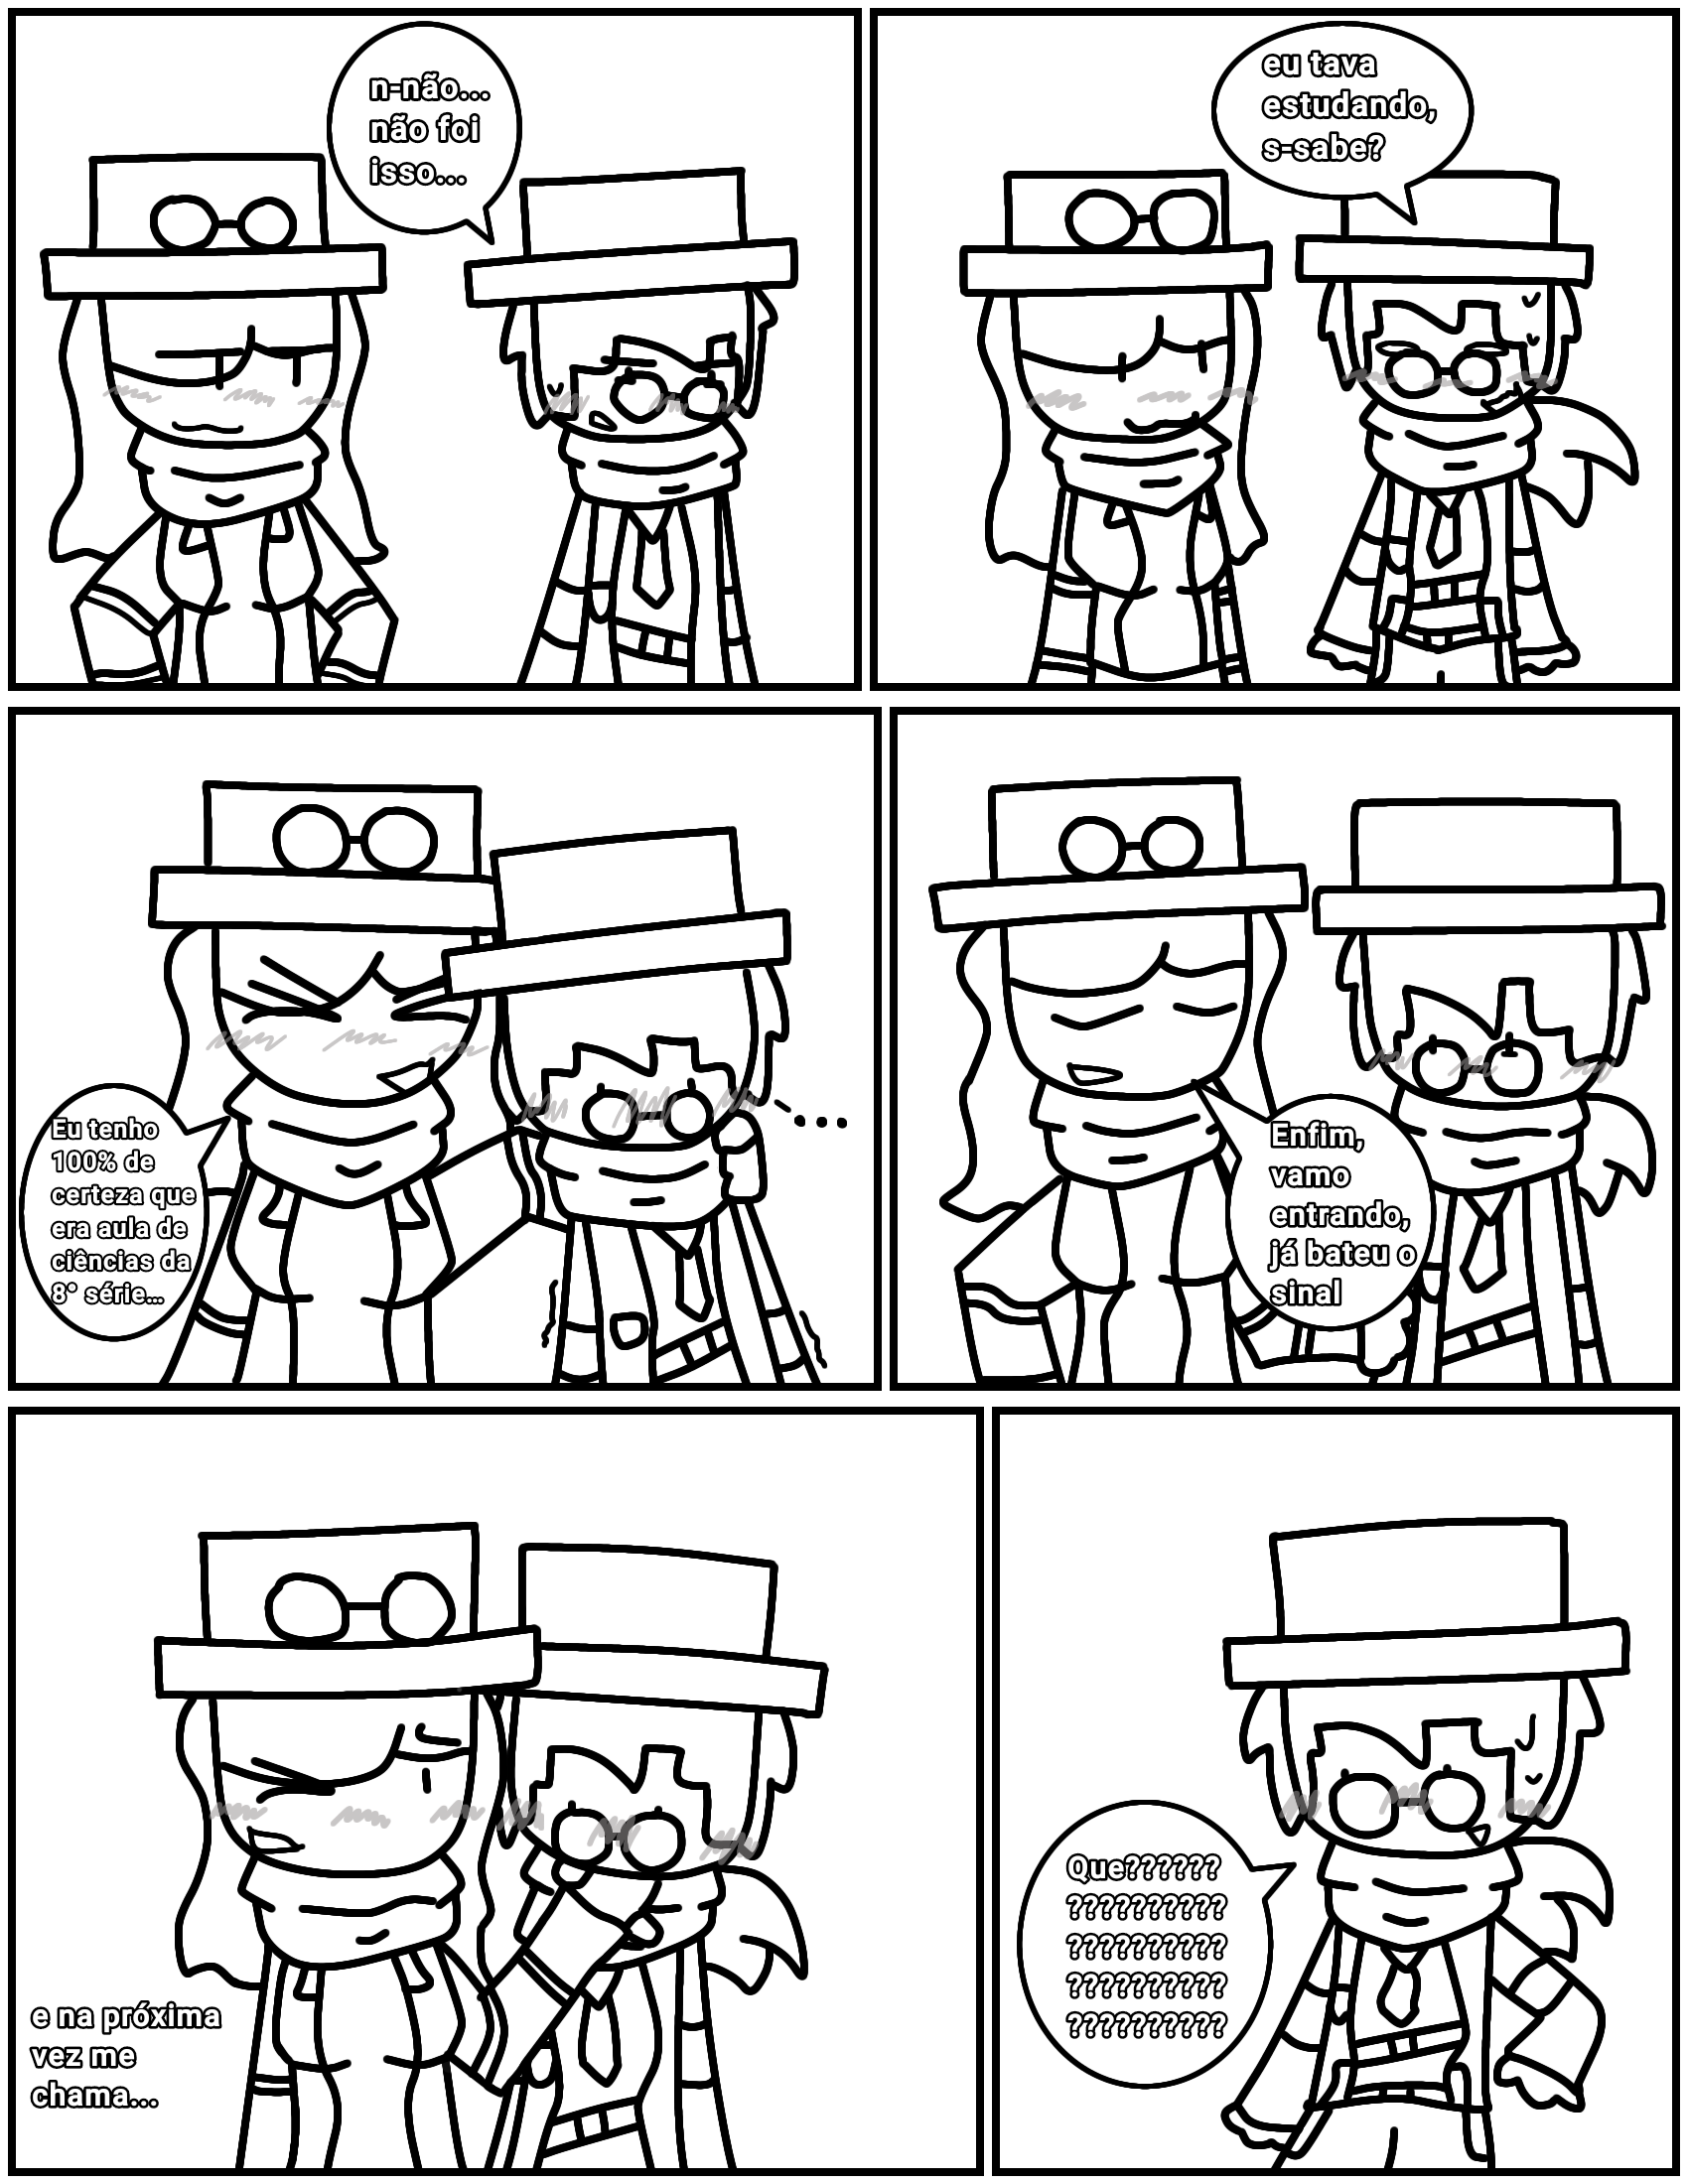 n-não...
não foi
isso...
eu tava
estudando,
s-sabe?
Eu tenho
100% de
certeza que
era aula de
ciências da
8° série...
Enfim,
vamo
entrando,
já bateu o
sinal
e na próxima
vez me
chama...
Que??????
??????????
??????????
??????????
??????????